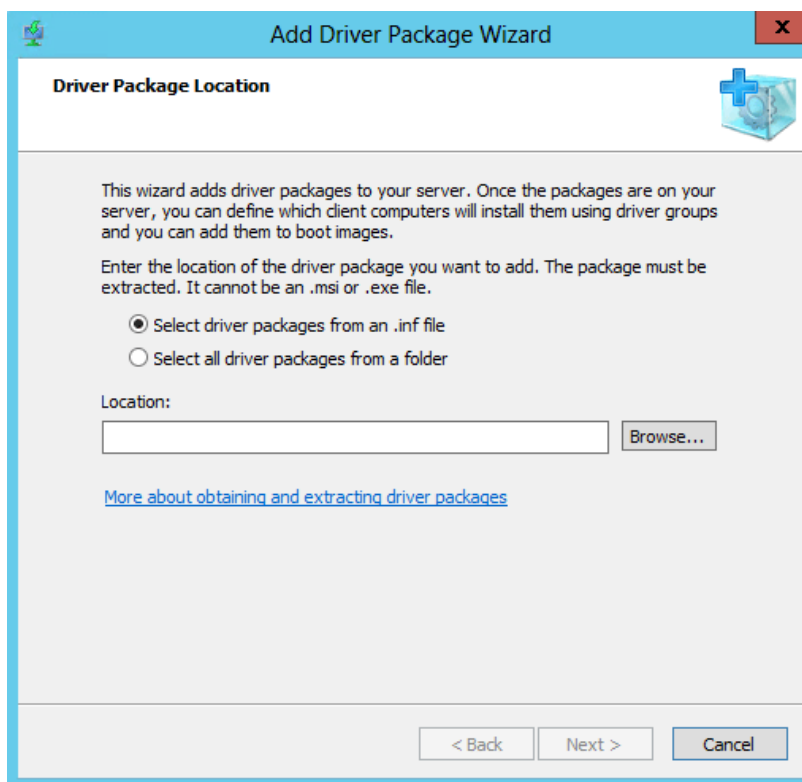 Add Driver Package Wizard
x
Driver Package Location
This wizard adds driver packages to your server. Once the packages are on your
server, you can define which client computers will install them using driver groups
and you can add them to boot images.
Enter the location of the driver package you want to add. The package must be
extracted. It cannot be an .msi or .exe file.
Select driver packages from an .inf file
Select all driver packages from a folder
Location:
Browse...
More about obtaining and extracting driver packages
< Back Next > Cancel